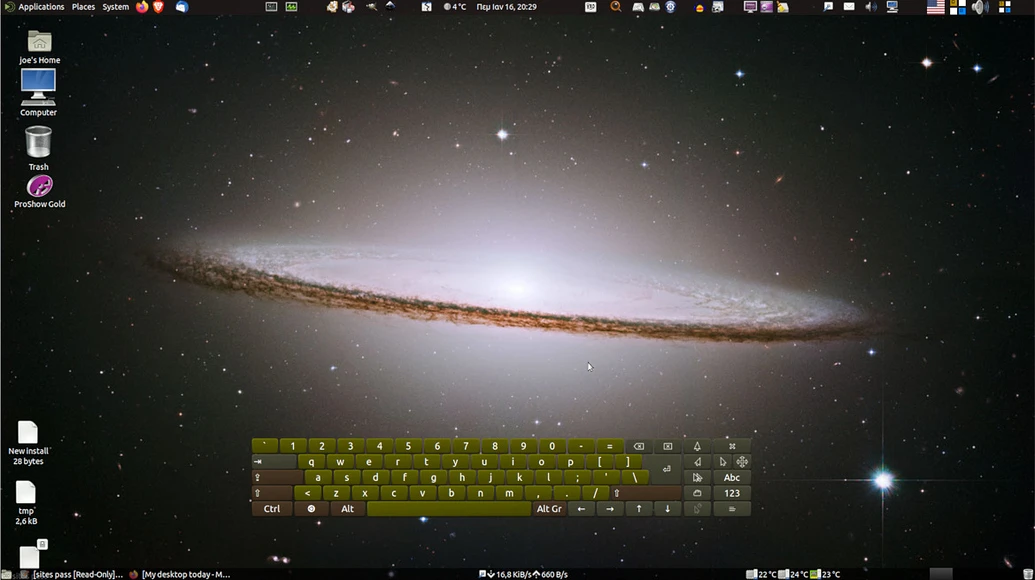 Applications Places System
4 °C Πεμ Ιαν 16, 20:29
joe's Home
Computer
Trash
ProShow Gold
New install
28 bytes
tmp
2,6 kB
` 1 2 3 4 5 6 7 8 9 0 - =
q w e r t y u i o p [ ]
a s d f g h j k l ; ' \ Abc
< z x c v b n m , . / 123
Ctrl Alt Alt Gr
[sites pass [Read-Only]... [My desktop today - M... 16,8 KiB/s 660 B/s 22 °C 24 °C 23 °C